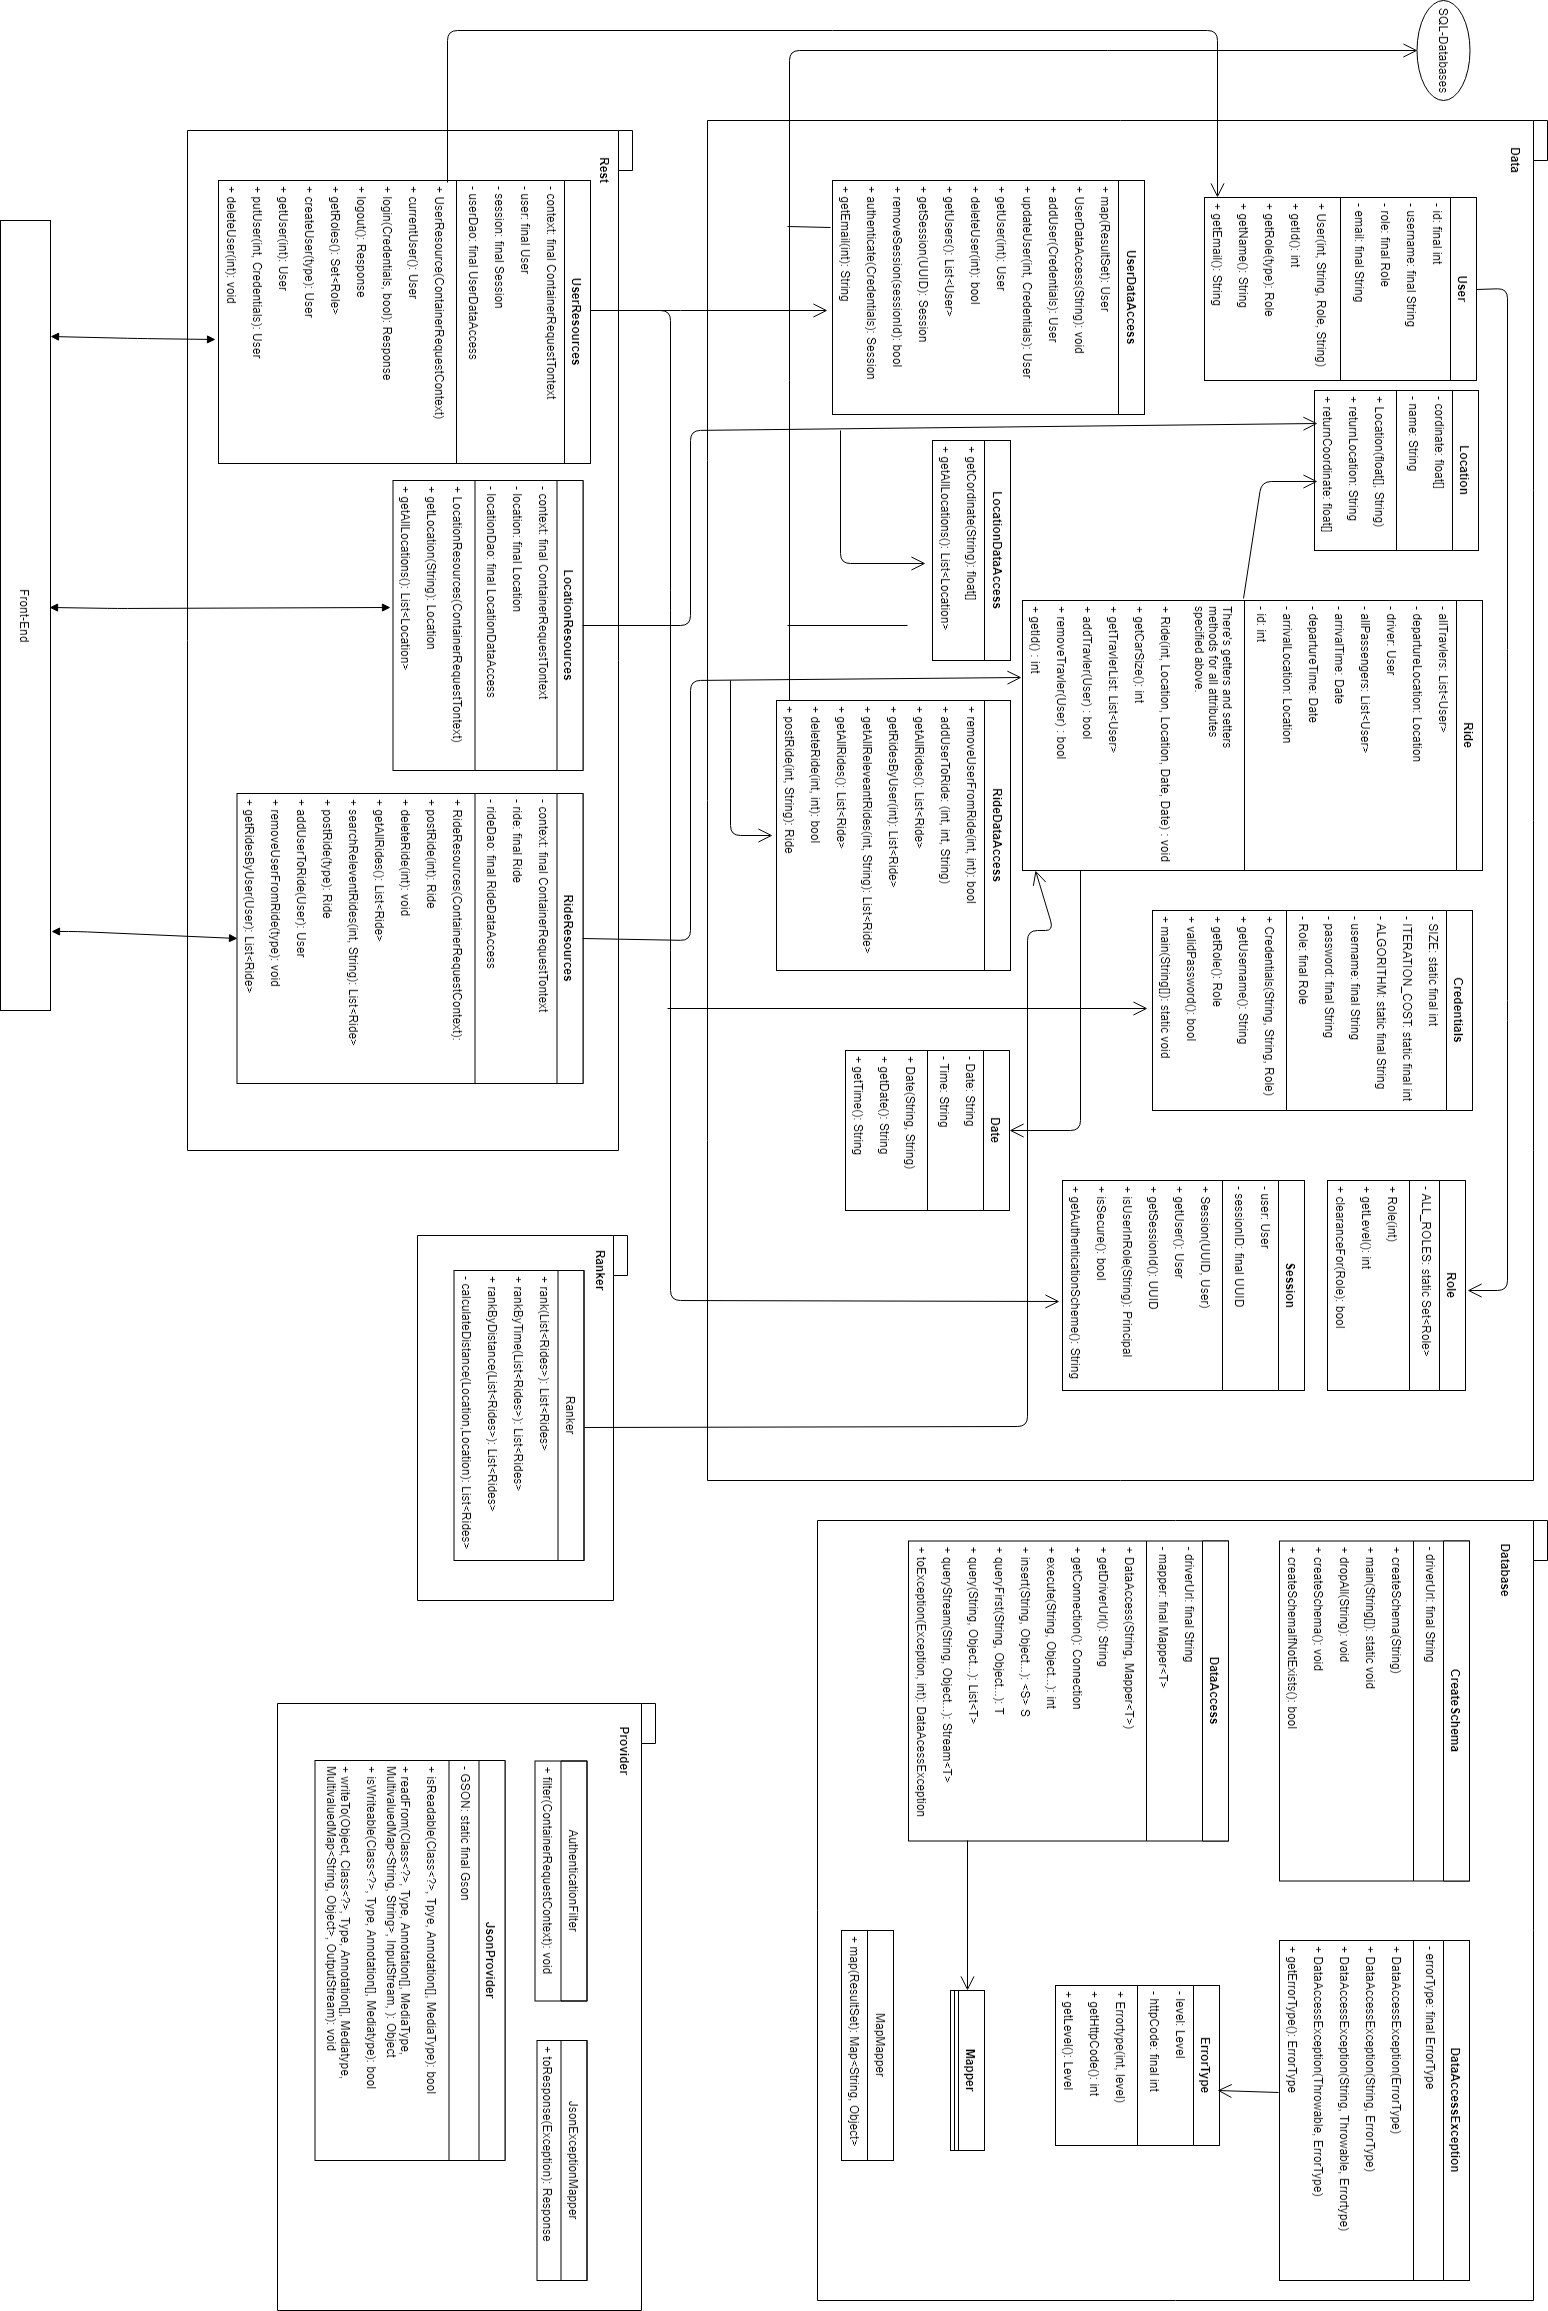 SQL-Databases
Data
User
- id: final int
- username: final String
- role: final Role
- email: final String
+ User(int, String, Role, String)
+ getId(): int
+ getRole(type): Role
+ getName(): String
+ getEmail(): String
Location
- cordinate: float[]
- name: String
+ Location(float[], String)
+ returnLocation: String
+ returnCoordinate: float[]
Ride
- allTravlers: List<User>
- departureLocation: Location
- driver: User
- allPassengers: List<User>
- arrivalTime: Date
- departureTime: Date
- arrivalLocation: Location
- id: int
There's getters and setters
methods for all attributes
specified above.
+ Ride(int, Location, Location, Date, Date) : void
+ getCarSize(): int
+ getTravlerList: List<User>
+ addTravler(User) : bool
+ removeTravler(User) : bool
+ getId() : int
Credentials
- SIZE: static final int
- ITERATION_COST: static final int
- ALGORITHM: static final String
- username: final String
- password: final String
- Role: final Role
+ Credentials(String, String, Role)
+ getUsername(): String
+ getRole(): Role
+ validPassword(): bool
+ main(String[]): static void
Role
- ALL_ROLES: static Set<Role>
+ Role(int)
+ getLevel(): int
+ clearanceFor(Role): bool
Session
- user: User
- sessionID: final UUID
+ Session(UUID, User)
+ getUser(): User
+ getSessionId(): UUID
+ isUserInRole(String): Principal
+ isSecure(): bool
+ getAuthenticationScheme(): String
UserDataAccess
+ map(ResultSet): User
+ UserDataAccess(String): void
+ addUser(Credentials): User
+ updateUser(int, Credentials): User
+ getUser(int): User
+ deleteUser(int): bool
+ getUsers(): List<User>
+ getSession(UUID): Session
+ removeSession(sessionId): bool
+ authenticate(Credentials): Session
+ getEmail(int): String
LocationDataAccess
+ getCordinate(String): float[]
+ getAllLocations(): List<Location>
RideDataAccess
+ removeUserFromRide(int, int): bool
+ addUserToRide: (int, int, String)
+ getAllRides(): List<Ride>
+ getRidesByUser(int): List<Ride>
+ getAllReleveantRides(int, String): List<Ride>
+ getAllRides(): List<Ride>
+ deleteRide(int, int): bool
+ postRide(int, String): Ride
Date
- Date: String
- Time: String
+ Date(String, String)
+ getDate(): String
+ getTime(): String
Rest
UserResources
- context: final ContainerRequestTontext
- user: final User
- session: final Session
- userDao: final UserDataAccess
+ UserResource(ContainerRequestContext)
+ currentUser(): User
+ login(Credentials, bool): Response
+ logout(): Response
+ getRoles(): Set<Role>
+ createUser(type): User
+ getUser(int): User
+ putUser(int, Credentials): User
+ deleteUser(int): void
LocationResources
- context: final ContainerRequestTontext
- location: final Location
- locationDao: final LocationDataAccess
+ LocationResources(ContainerRequestTontext)
+ getLocation(String): Location
+ getAllLocations(): List<Location>
RideResources
- context: final ContainerRequestTontext
- ride: final Ride
- rideDao: final RideDataAccess
+ RideResources(ContainerRequestContext):
+ postRide(int): Ride
+ deleteRide(int): void
+ getAllRides(): List<Ride>
+ searchReleventRides(int, String): List<Ride>
+ postRide(type): Ride
+ addUserToRide(User): User
+ removeUserFromRide(type): void
+ getRidesByUser(User): List<Ride>
Front-End
Ranker
Ranker
+ rank(List<Rides>): List<Rides>
+ rankByTime(List<Rides>): List<Rides>
+ rankByDistance(List<Rides>): List<Rides>
- calculateDistance(Location,Location): List<Rides>
Database
CreateSchema
- driverUrl: final String
+ createSchema(String)
+ main(String[]): static void
+ dropAll(String): void
+ createSchema(): void
+ createSchemaIfNotExists(): bool
DataAccessException
- errorType: final ErrorType
+ DataAccessException(ErrorType)
+ DataAccessException(String, ErrorType)
+ DataAccessException(String, Throwable, Errortype)
+ DataAccessException(Throwable, ErrorType)
+ getErrorType(): ErrorType
DataAccess
- driverUrl: final String
- mapper: final Mapper<T>
+ DataAccess(String, Mapper<T>)
+ getDriverUrl(): String
+ getConnection(): Connection
+ execute(String, Object...): int
+ insert(String, Object...): <S> S
+ queryFirst(String, Object...): T
+ query(String, Object...): List<T>
+ queryStream(String, Object...): Stream<T>
+ toException(Exception, int): DataAcessException
ErrorType
- level: Level
- httpCode: final int
+ Errortype(int, level)
+ getHttpCode(): int
+ getLevel(): Level
Mapper
MapMapper
+ map(ResultSet): Map<String, Object>
Provider
AuthenticationFilter
+ filter(ContainerRequestContext): void
JsonExceptionMapper
+ toResponse(Exception): Response
JsonProvider
- GSON: static final Gson
+ isReadable(Class<?>, Tpye, Annotation[], MediaType): bool
+ readFrom(Class<?>, Type, Annotation[], MediaType,
MultivaluedMap<String, String>, InputStream, ): Object
+ isWriteable(Class<?>, Type, Annotation[], Mediatype): bool
+ writeTo(Object, Class<?>, Type, Annotation[], Mediatype,
MultivaluedMap<String, Object>, OutputStream): void